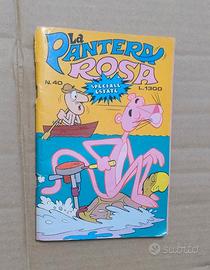 La
PANTERA
ROSA
N.40
SPECIALE
ESTATE
L.1300
subito